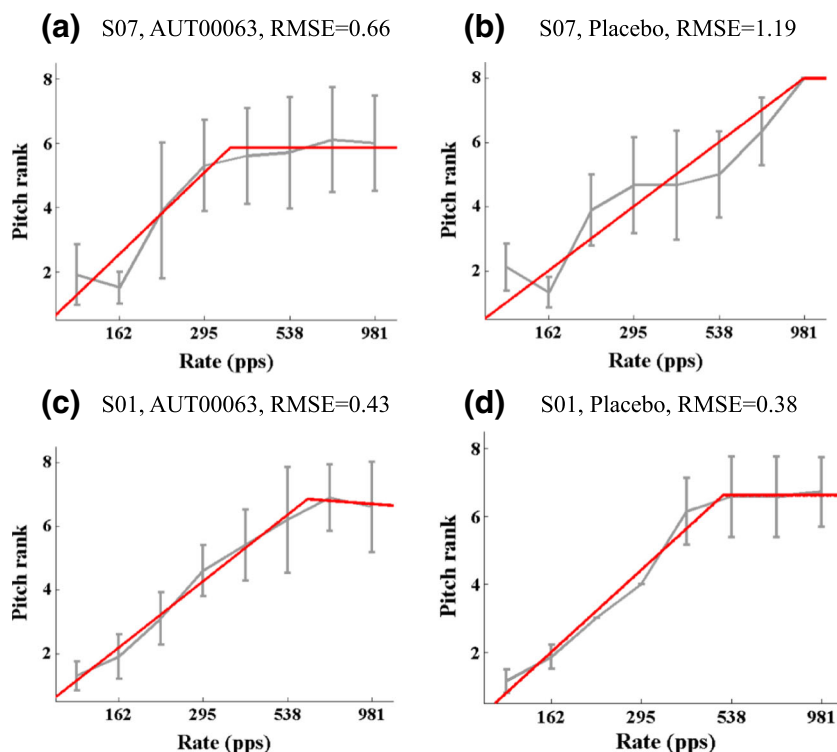 (a) S07, AUT00063, RMSE=0.66
8
6
4
2
Pitch rank
162 295 538 981
Rate (pps)
(b) S07, Placebo, RMSE=1.19
8
6
4
2
Pitch rank
162 295 538 981
Rate (pps)
(c) S01, AUT00063, RMSE=0.43
8
6
4
2
Pitch rank
162 295 538 981
Rate (pps)
(d) S01, Placebo, RMSE=0.38
8
6
4
2
Pitch rank
162 295 538 981
Rate (pps)